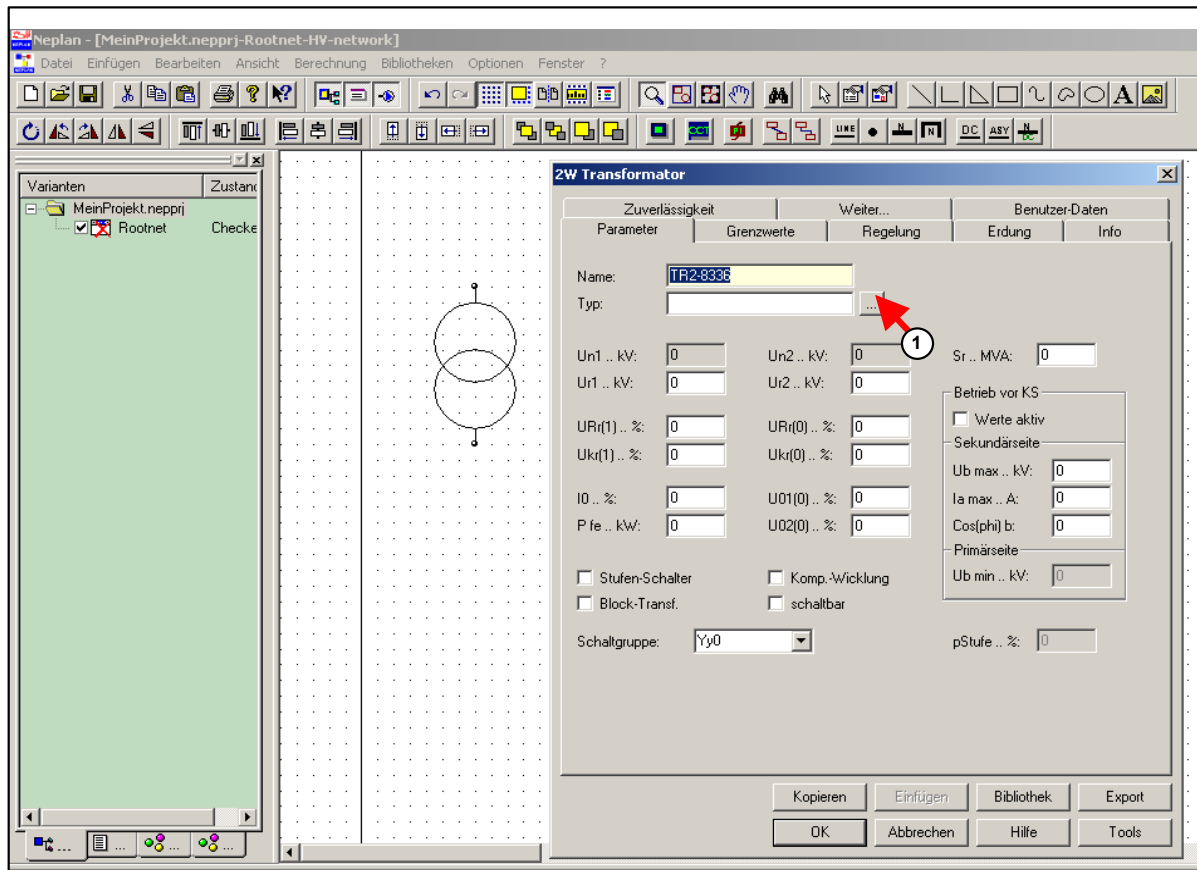 Neplan - [MeinProjekt.nepprj-Rootnet-HV-network]
Datei Einfügen Bearbeiten Ansicht Berechnung Bibliotheken Optionen Fenster ?
A
CCT LINE N N DC ASY N DC
Varianten Zustand
MeinProjekt.nepprj
Rootnet Checke
... ... ... ...
2W Transformator
Zuverlässigkeit Weiter... Benutzer-Daten
Parameter Grenzwerte Regelung Erdung Info
Name: TR2-8336
Typ: ...
1
Un1 .. kV: 0 Un2 .. kV: 0 Sr .. MVA: 0
Ur1 .. kV: 0 Ur2 .. kV: 0
Betrieb vor KS
Werte aktiv
URr(1) .. %: 0 URr(0) .. %: 0
Sekundärseite
Ukr(1) .. %: 0 Ukr(0) .. %: 0
Ub max .. kV: 0
I0 .. %: 0 U01(0) .. %: 0 Ia max .. A: 0
P fe .. kW: 0 U02(0) .. %: 0 Cos(phi) b: 0
Primärseite
Stufen-Schalter Komp.-Wicklung Ub min .. kV: 0
Block-Transf. schaltbar
Schaltgruppe: Yy0 pStufe .. %: 0
Kopieren Einfügen Bibliothek Export
OK Abbrechen Hilfe Tools